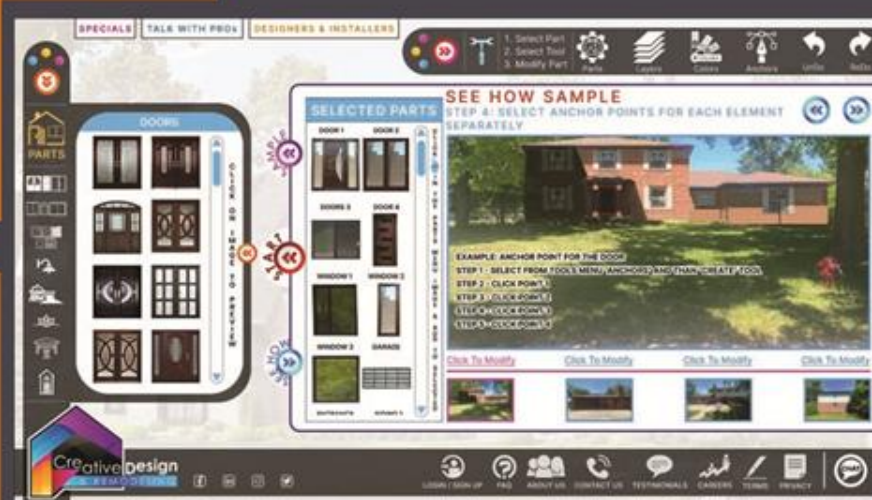 SPECIALS
TALK WITH PROs
DESIGNERS & INSTALLERS
1. Select Part
2. Select Tool
3. Modify Part
Parts
Layers
Colors
Anchors
UnDo
ReDo
PARTS
DOORS
CLICK ON IMAGE TO PREVIEW
SAMPLE
START
SEE HOW
SELECTED PARTS
DOOR 1
DOOR 2
DOORS 3
DOOR 4
WINDOW 1
WINDOW 2
WINDOW 3
GARAGE
SEE HOW SAMPLE
STEP 4: SELECT ANCHOR POINTS FOR EACH ELEMENT
SEPARATELY
EXAMPLE: ANCHOR POINT FOR THE DOOR
STEP 1 - SELECT FROM TOOLS MENU 'ANCHORS' AND THAN 'CREATE' TOOL
STEP 2 - CLICK POINT 1
STEP 3 - CLICK POINT 2
STEP 4 - CLICK POINT 3
STEP 5 - CLICK POINT 4
Click To Modify
Click To Modify
Click To Modify
Click To Modify
Creative Design
& REMODELING
LOGIN / SIGN UP
FAQ
ABOUT US
CONTACT US
TESTIMONIALS
CAREERS
TERMS
PRIVACY
CHAT